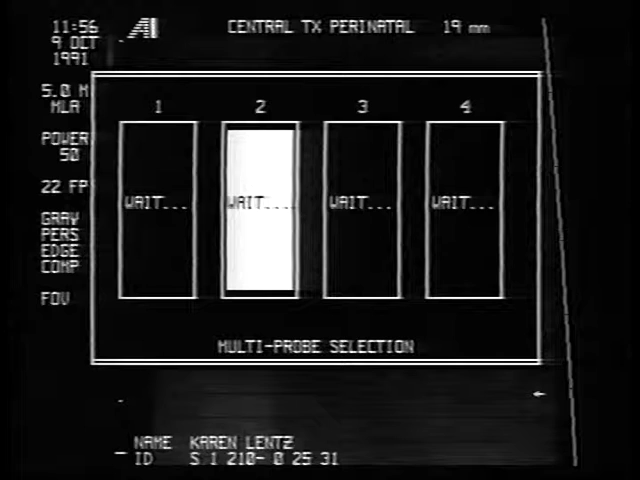 11:56 AI CENTRAL TX PERINATAL 19 mm
9 OCT
1991
5.0 M
MLA
1 2 3 4
POWER
50
22 FP
WAIT... WAIT... WAIT... WAIT...
GRAY
PERS
EDGE
COMP
FOV
MULTI-PROBE SELECTION
←
NAME KAREN LENTZ
ID S 1 210- 0 25 31